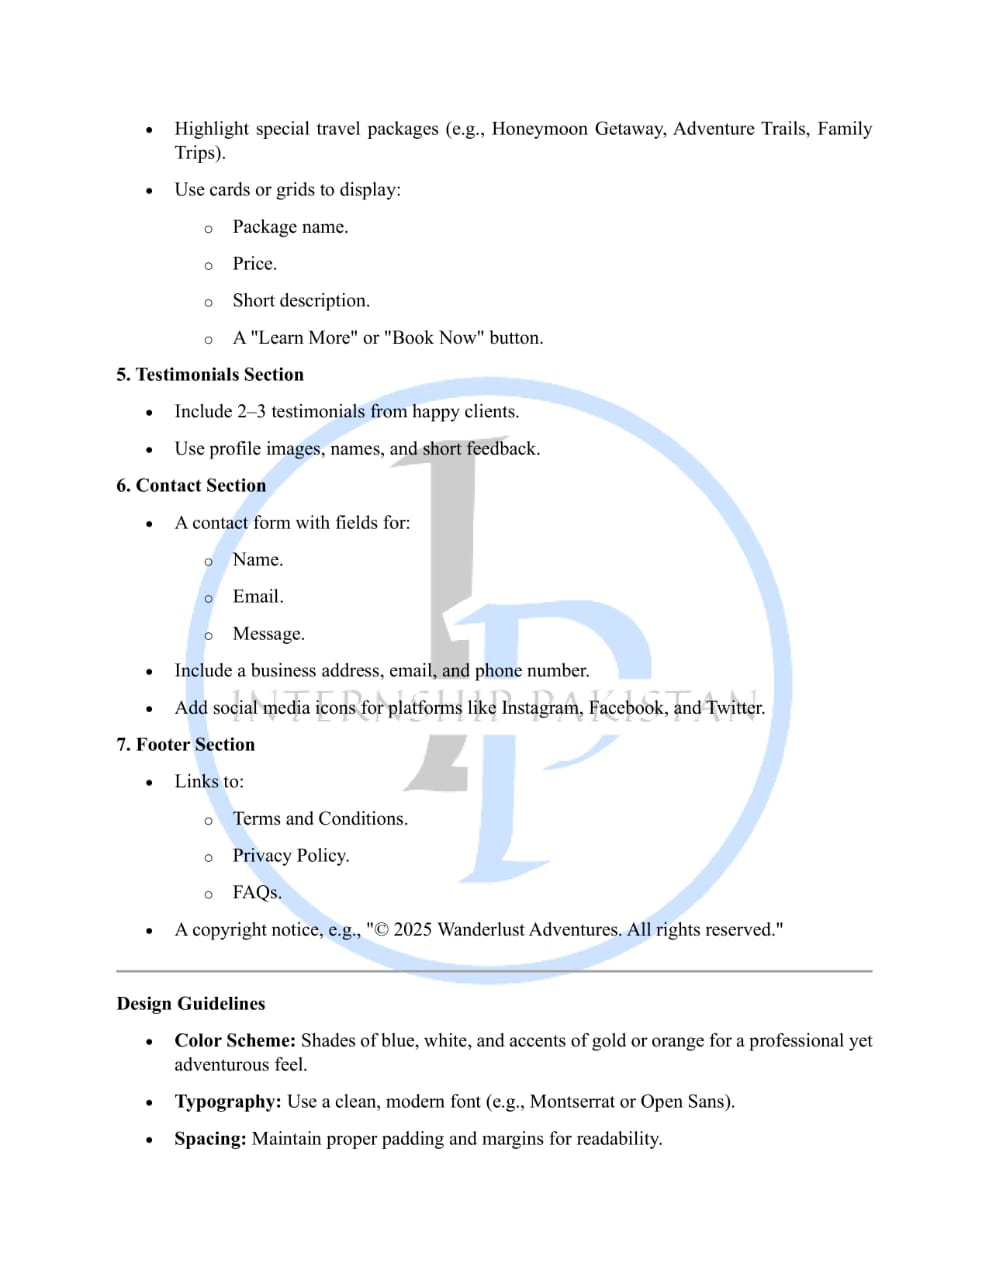 • Highlight special travel packages (e.g., Honeymoon Getaway, Adventure Trails, Family
Trips).
• Use cards or grids to display:
o Package name.
o Price.
o Short description.
o A "Learn More" or "Book Now" button.
5. Testimonials Section
• Include 2–3 testimonials from happy clients.
• Use profile images, names, and short feedback.
6. Contact Section
• A contact form with fields for:
o Name.
o Email.
o Message.
• Include a business address, email, and phone number.
INTERNSHIP PAKISTAN
• Add social media icons for platforms like Instagram, Facebook, and Twitter.
7. Footer Section
• Links to:
o Terms and Conditions.
o Privacy Policy.
o FAQs.
• A copyright notice, e.g., "© 2025 Wanderlust Adventures. All rights reserved."
Design Guidelines
• Color Scheme: Shades of blue, white, and accents of gold or orange for a professional yet
adventurous feel.
• Typography: Use a clean, modern font (e.g., Montserrat or Open Sans).
• Spacing: Maintain proper padding and margins for readability.